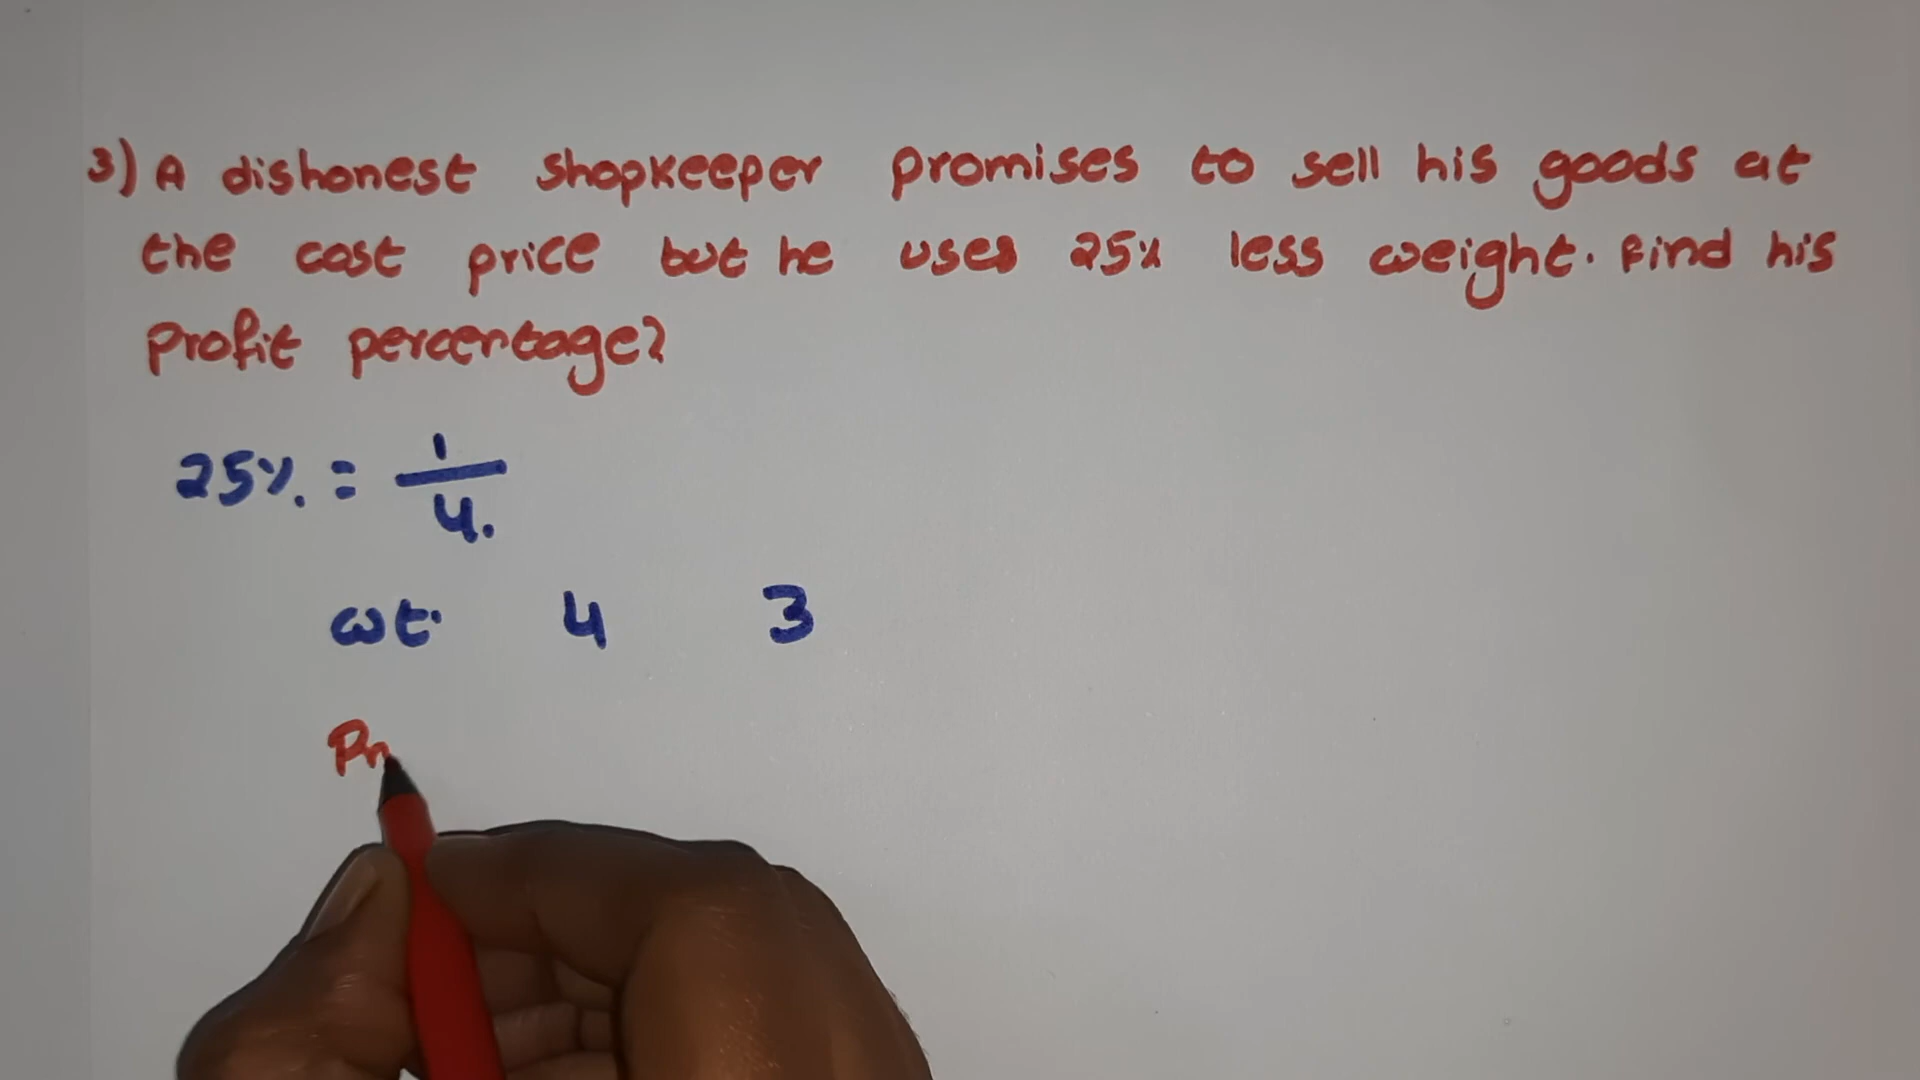 3) A dishonest shopkeeper promises to sell his goods at
the cost price but he uses 25% less weight. Find his
profit percentage?
25%. = 1/4.
wt. 4 3
Pr